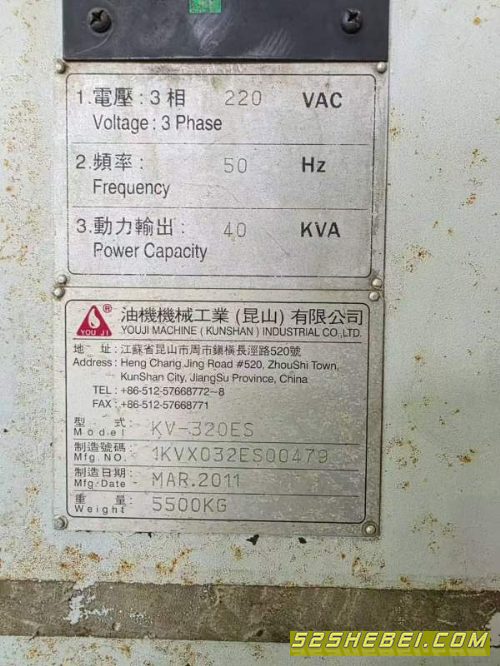 1.電壓:3相 220 VAC
Voltage: 3 Phase
2.頻率: 50 Hz
Frequency
3.動力輸出: 40 KVA
Power Capacity
YOU JI ®
油機機械工業(昆山)有限公司
YOUJI MACHINE (KUNSHAN) INDUSTRIAL CO.,LTD.
地 址:江蘇省昆山市周市鎮橫長涇路520號
Address: Heng Chang Jing Road #520, ZhouShi Town,
KunShan City, JiangSu Province, China
TEL: +86-512-57668772-8
FAX: +86-512-57668771
型 式 KV-320ES
Model
制造號碼: 1KVX032ES00479
Mfg.NO.
制造日期: MAR.2011
Mfg.Date
重 量: 5500KG
Weight
52SHEBEI.COM